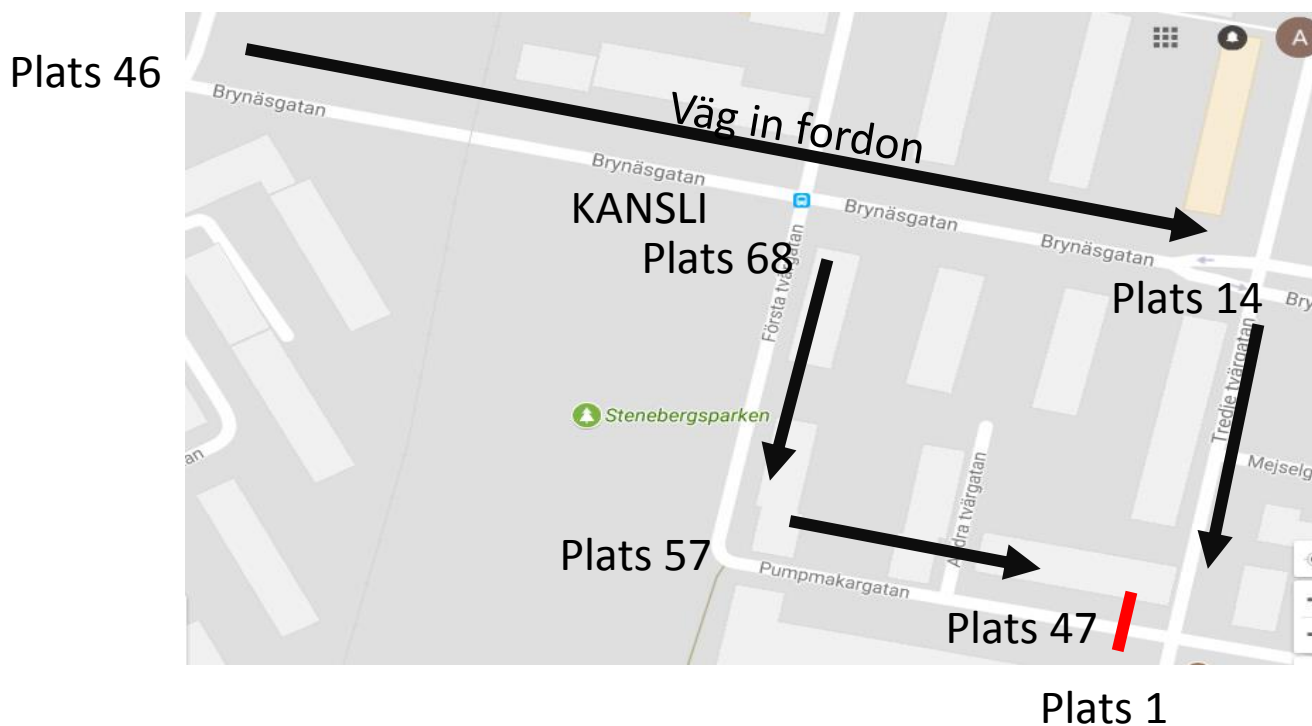 A
Plats 46
Väg in fordon
Brynäsgatan
Brynäsgatan
KANSLI
Brynäsgatan
Brynäsgatan
Plats 68
Första tvärgatan
Plats 14
Bry
Tredje tvärgatan
Stenebergsparken
Mejselg
an
Andra tvärgatan
Plats 57
Pumpmakargatan
Plats 47
Plats 1